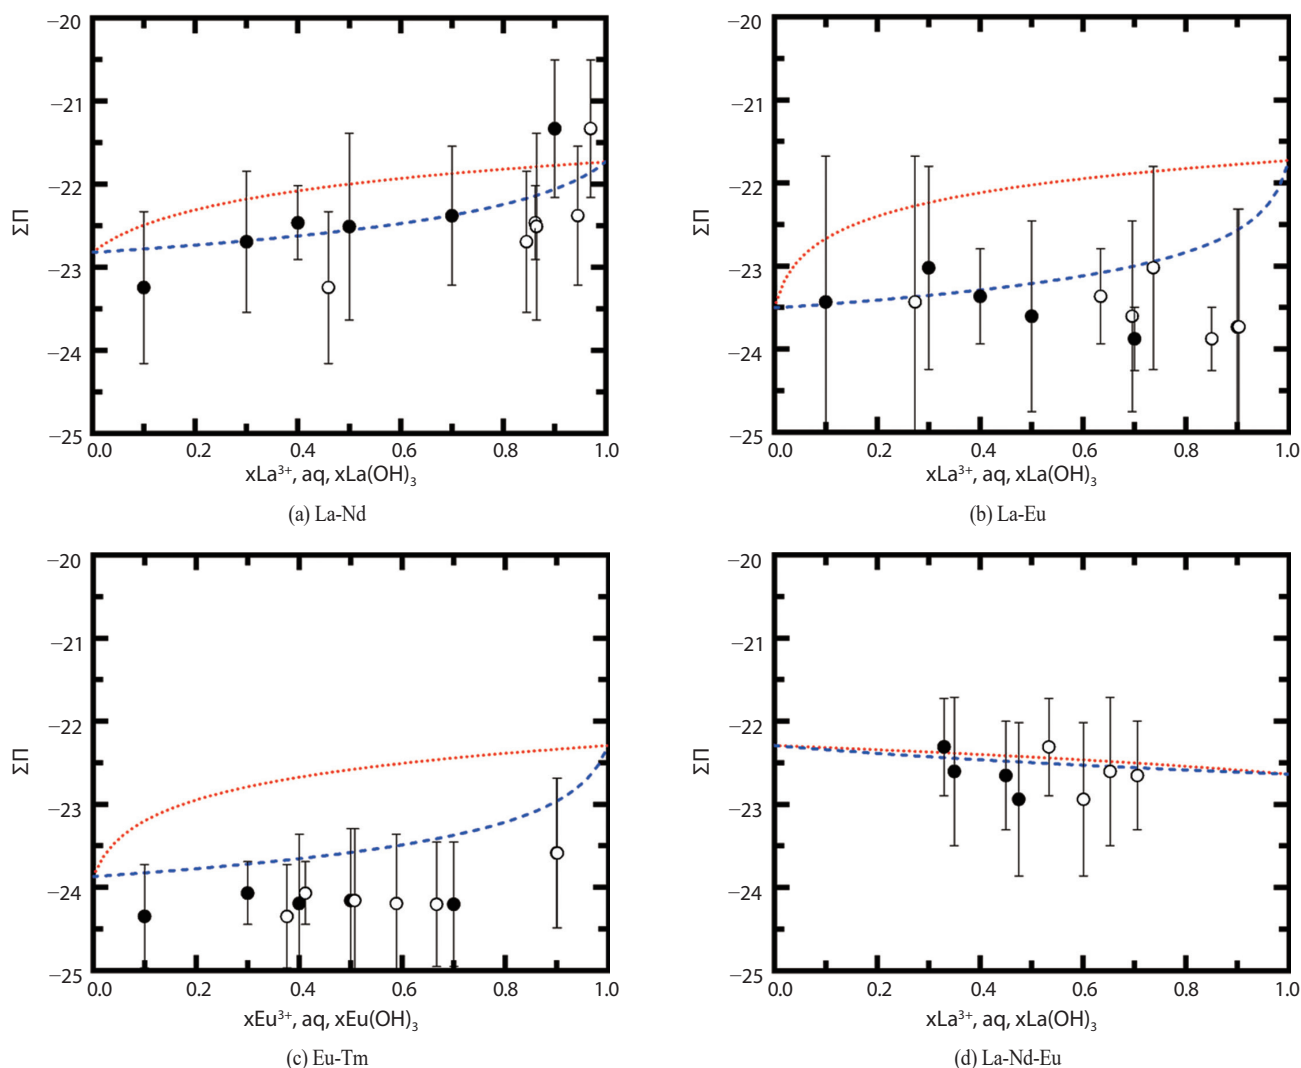 −20
−21
−22
−23
−24
−25
ΣΠ
0.0 0.2 0.4 0.6 0.8 1.0
xLa³⁺, aq, xLa(OH)₃
(a) La-Nd
−20
−21
−22
−23
−24
−25
ΣΠ
0.2 0.4 0.6 0.8 1.0
xLa³⁺, aq, xLa(OH)₃
(b) La-Eu
−20
−21
−22
−23
−24
−25
ΣΠ
0.0 0.2 0.4 0.6 0.8 1.0
xEu³⁺, aq, xEu(OH)₃
(c) Eu-Tm
−20
−21
−22
−23
−24
−25
ΣΠ
0.0 0.2 0.4 0.6 0.8 1.0
xLa³⁺, aq, xLa(OH)₃
(d) La-Nd-Eu